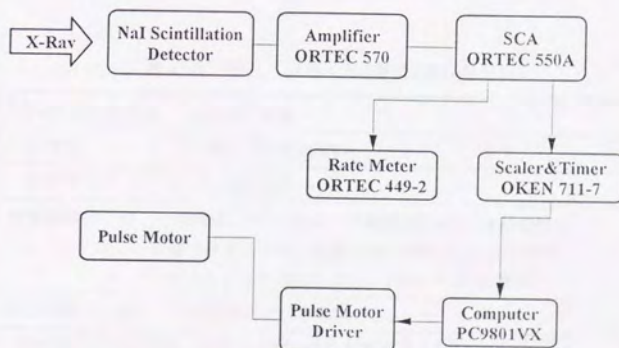 X-Ray
NaI Scintillation
Detector
Amplifier
ORTEC 570
SCA
ORTEC 550A
Rate Meter
ORTEC 449-2
Scaler&Timer
OKEN 711-7
Pulse Motor
Pulse Motor
Driver
Computer
PC9801VX